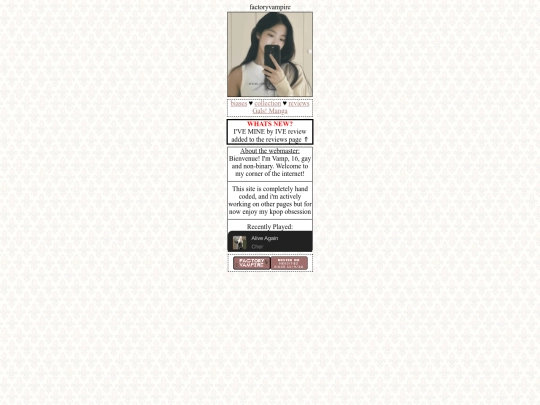 factoryvampire
biases ♥ collection ♥ reviews
Gals! Manga
WHATS NEW?
I'VE MINE by IVE review
added to the reviews page ⇑
About the webmaster:
Bienvenue! I'm Vamp, 16, gay
and non-binary. Welcome to
my corner of the internet!
This site is completely hand
coded, and i'm actively
working on other pages but for
now enjoy my kpop obsession
Recently Played:
Alive Again
Cher
FACTORY
VAMPIRE